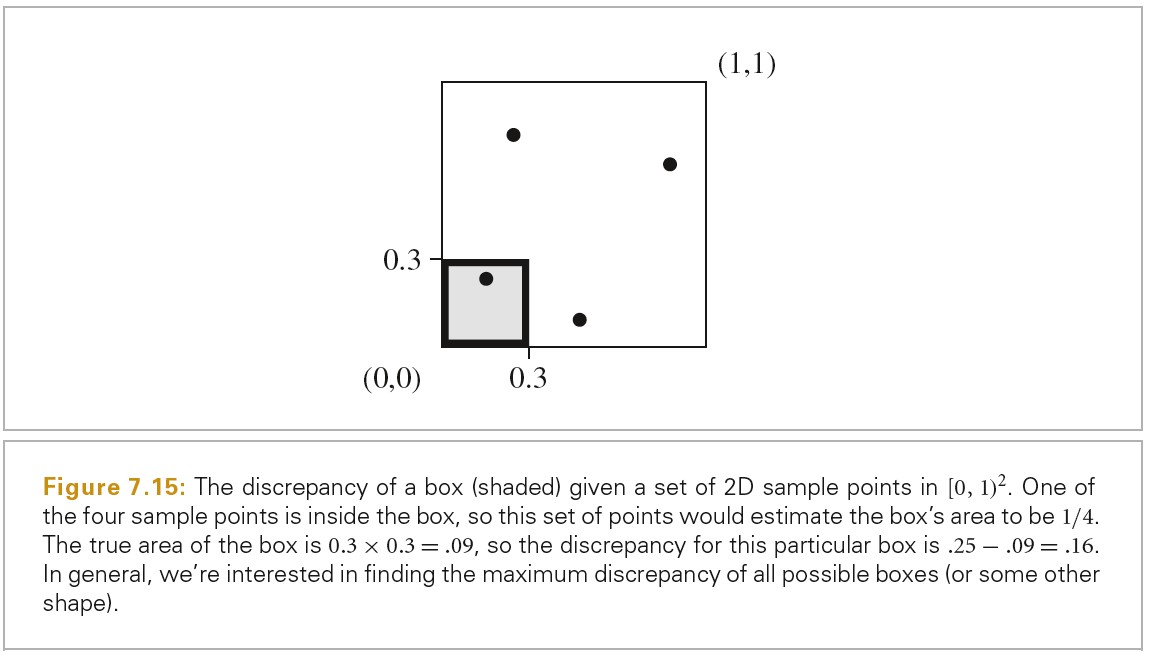 (1,1)
0.3
(0,0)
0.3
Figure 7.15: The discrepancy of a box (shaded) given a set of 2D sample points in [0, 1)². One of
the four sample points is inside the box, so this set of points would estimate the box's area to be 1/4.
The true area of the box is 0.3 × 0.3 = .09, so the discrepancy for this particular box is .25 − .09 = .16.
In general, we're interested in finding the maximum discrepancy of all possible boxes (or some other
shape).